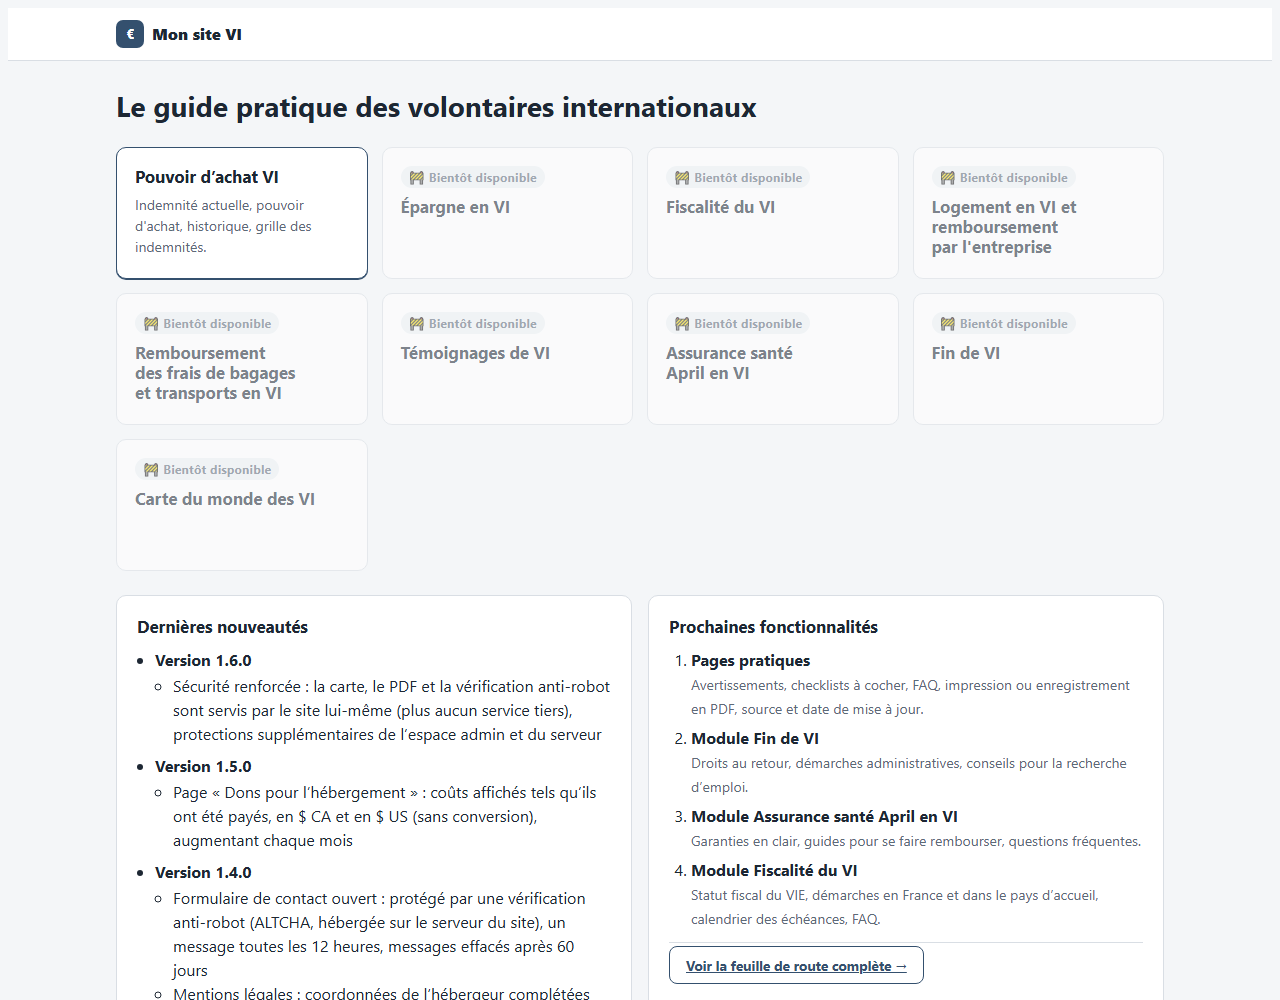 € Mon site VI
Le guide pratique des volontaires internationaux
Pouvoir d’achat VI
Indemnité actuelle, pouvoir
d'achat, historique, grille des
indemnités.
🚧 Bientôt disponible
Épargne en VI
🚧 Bientôt disponible
Fiscalité du VI
🚧 Bientôt disponible
Logement en VI et
remboursement
par l'entreprise
🚧 Bientôt disponible
Remboursement
des frais de bagages
et transports en VI
🚧 Bientôt disponible
Témoignages de VI
🚧 Bientôt disponible
Assurance santé
April en VI
🚧 Bientôt disponible
Fin de VI
🚧 Bientôt disponible
Carte du monde des VI
Dernières nouveautés
• Version 1.6.0
◦ Sécurité renforcée : la carte, le PDF et la vérification anti-robot
sont servis par le site lui-même (plus aucun service tiers),
protections supplémentaires de l’espace admin et du serveur
• Version 1.5.0
◦ Page « Dons pour l’hébergement » : coûts affichés tels qu’ils
ont été payés, en $ CA et en $ US (sans conversion),
augmentant chaque mois
• Version 1.4.0
◦ Formulaire de contact ouvert : protégé par une vérification
anti-robot (ALTCHA, hébergée sur le serveur du site), un
message toutes les 12 heures, messages effacés après 60
jours
◦ Mentions légales : coordonnées de l’hébergeur complétées
Prochaines fonctionnalités
1. Pages pratiques
Avertissements, checklists à cocher, FAQ, impression ou enregistrement
en PDF, source et date de mise à jour.
2. Module Fin de VI
Droits au retour, démarches administratives, conseils pour la recherche
d’emploi.
3. Module Assurance santé April en VI
Garanties en clair, guides pour se faire rembourser, questions fréquentes.
4. Module Fiscalité du VI
Statut fiscal du VIE, démarches en France et dans le pays d’accueil,
calendrier des échéances, FAQ.
Voir la feuille de route complète →